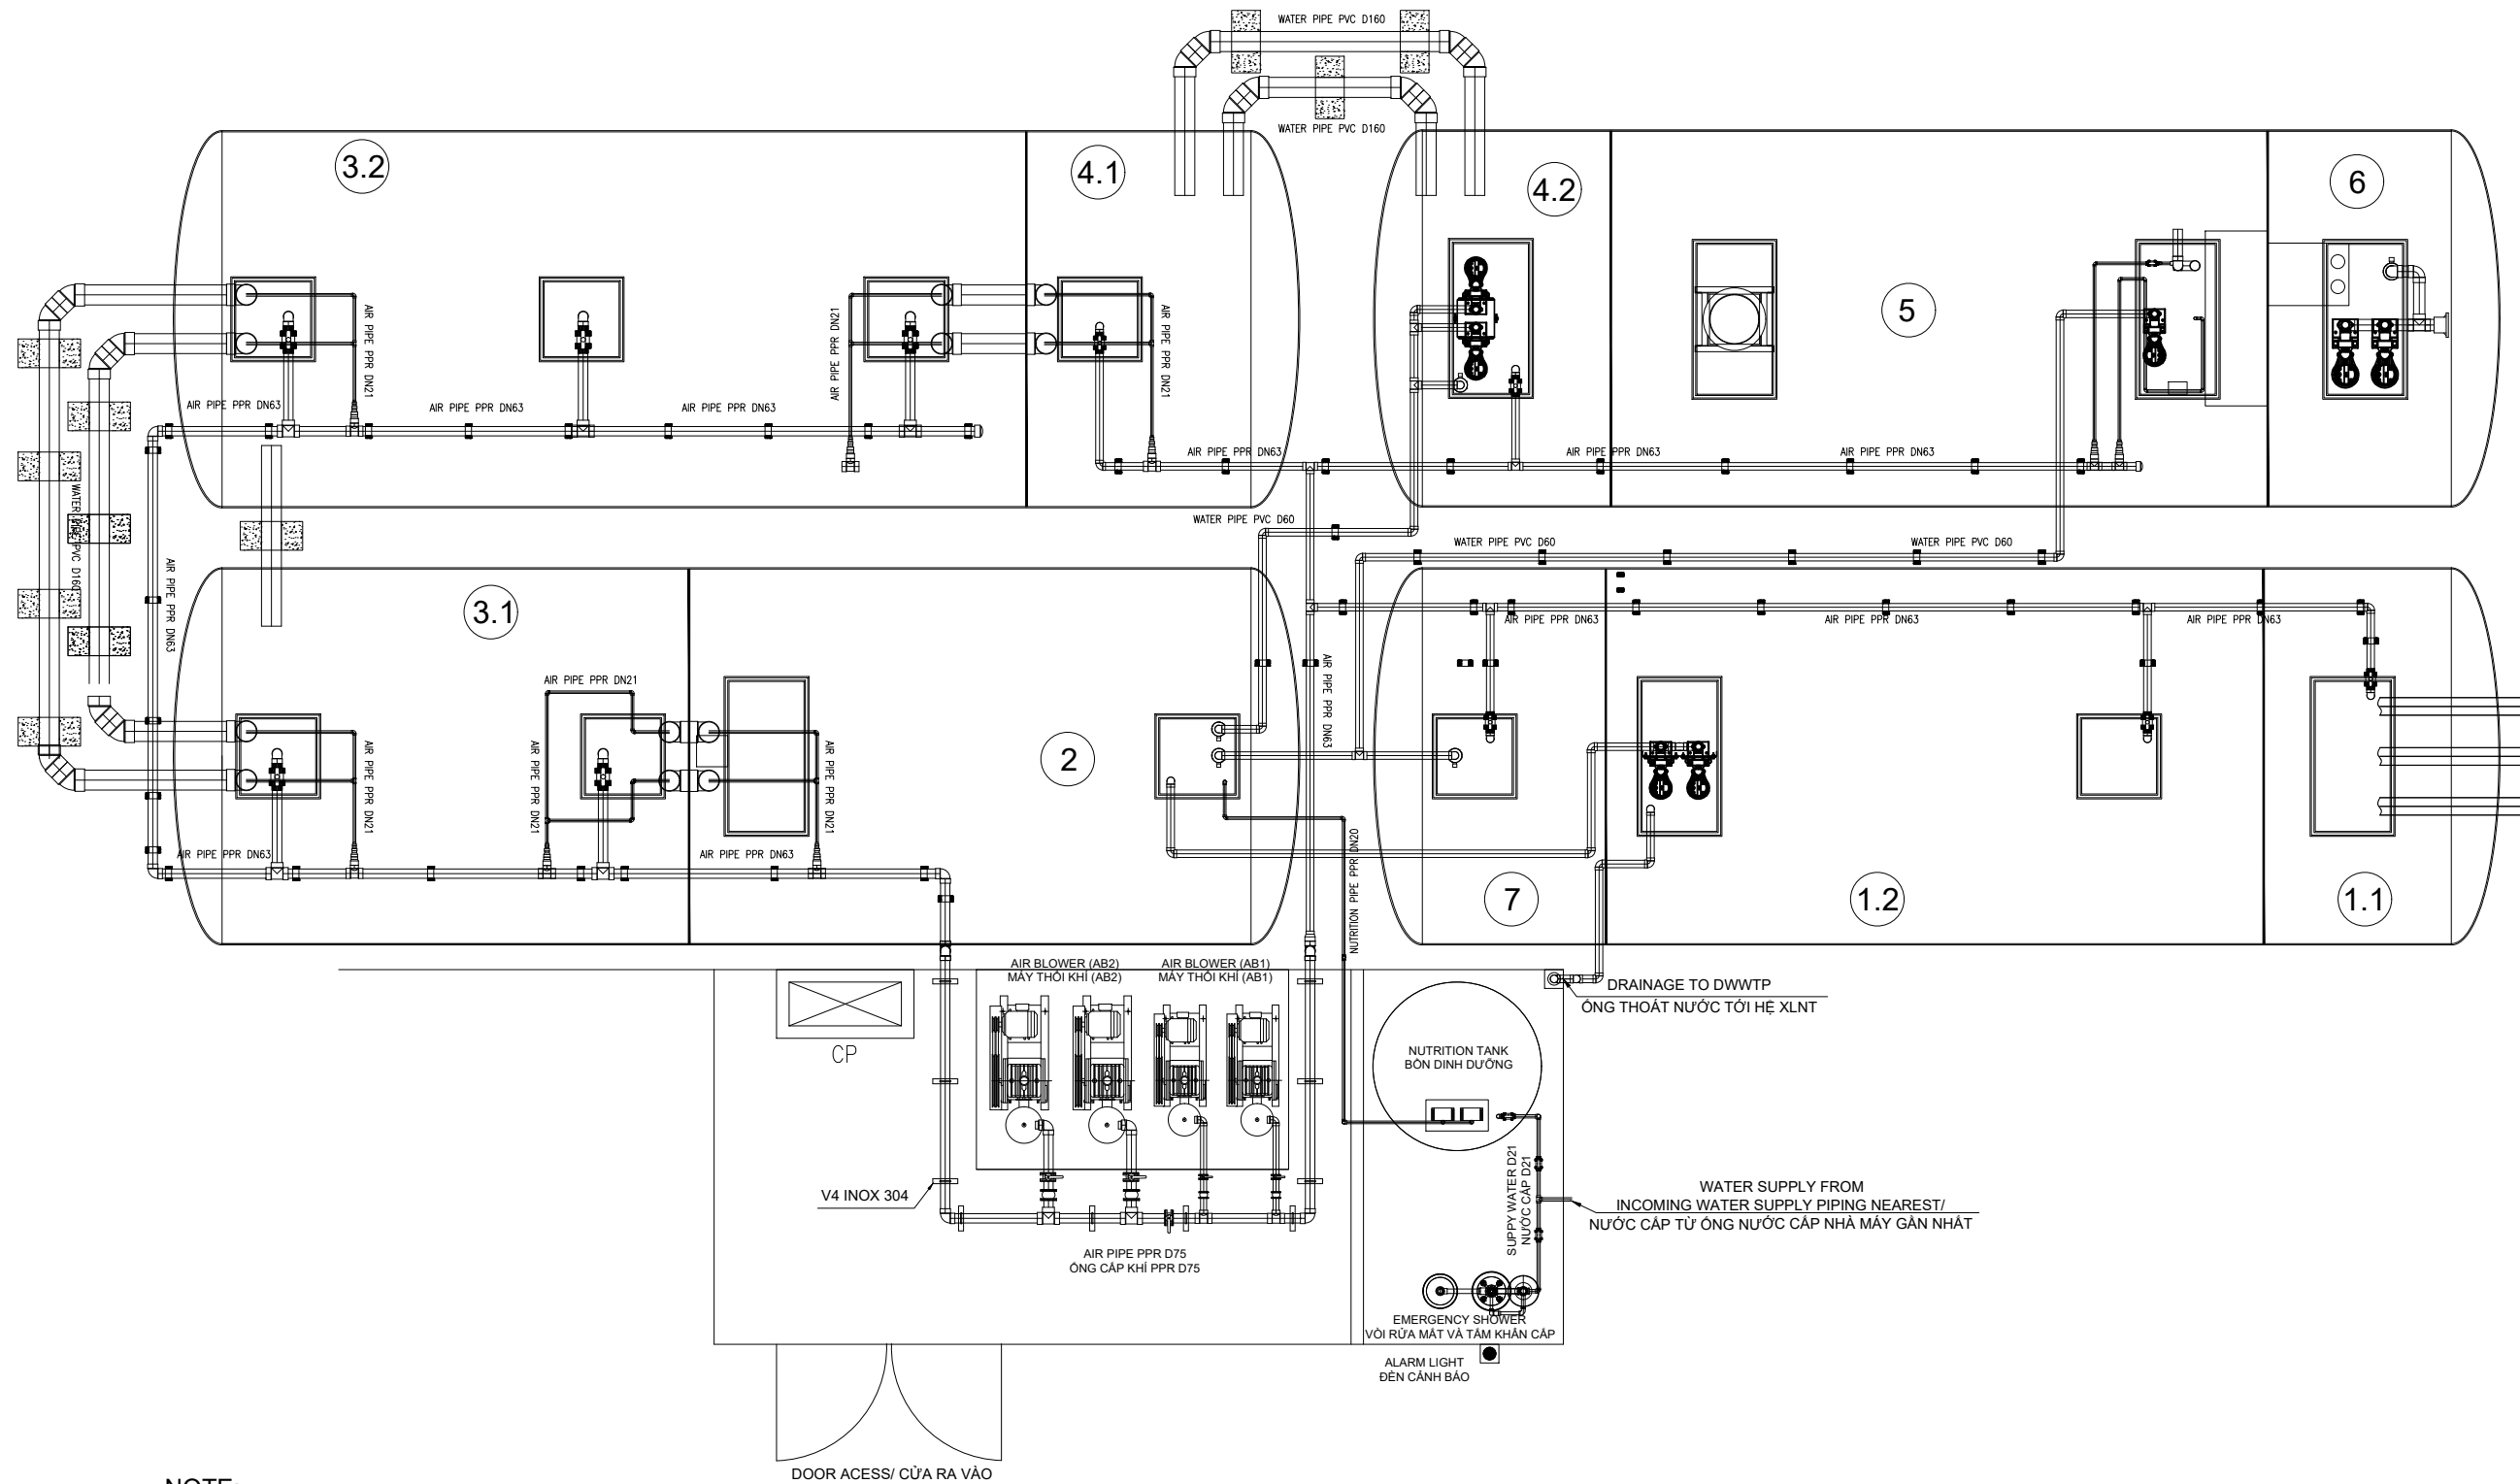 WATER PIPE PVC D160
WATER PIPE PVC D160
3.2
4.1
4.2
6
5
AIR PIPE PPR DN21
AIR PIPE PPR DN21
AIR PIPE PPR DN21
AIR PIPE PPR DN63
AIR PIPE PPR DN63
AIR PIPE PPR DN63
AIR PIPE PPR DN63
AIR PIPE PPR DN63
AIR PIPE PPR DN63
WATER PIPE PVC D160
WATER PIPE PVC D60
WATER PIPE PVC D60
WATER PIPE PVC D60
AIR PIPE PPR DN63
3.1
AIR PIPE PPR DN63
AIR PIPE PPR DN63
AIR PIPE PPR DN63
AIR PIPE PPR DN63
AIR PIPE PPR DN21
AIR PIPE PPR DN21
AIR PIPE PPR DN21
AIR PIPE PPR DN21
2
AIR PIPE PPR DN63
AIR PIPE PPR DN63
NUTRITION PIPE PPR DN20
7
1.2
1.1
AIR BLOWER (AB2)
MÁY THỔI KHÍ (AB2)
AIR BLOWER (AB1)
MÁY THỔI KHÍ (AB1)
CP
DRAINAGE TO DWWTP
ỐNG THOÁT NƯỚC TỚI HỆ XLNT
NUTRITION TANK
BỒN DINH DƯỠNG
V4 INOX 304
SUPPY WATER D21
NƯỚC CẤP D21
WATER SUPPLY FROM
INCOMING WATER SUPPLY PIPING NEAREST/
NƯỚC CẤP TỪ ỐNG NƯỚC CẤP NHÀ MÁY GẦN NHẤT
AIR PIPE PPR D75
ỐNG CẤP KHÍ PPR D75
EMERGENCY SHOWER
VÒI RỬA MẮT VÀ TẮM KHẨN CẤP
ALARM LIGHT
ĐÈN CẢNH BÁO
DOOR ACESS/ CỬA RA VÀO
NOTE: